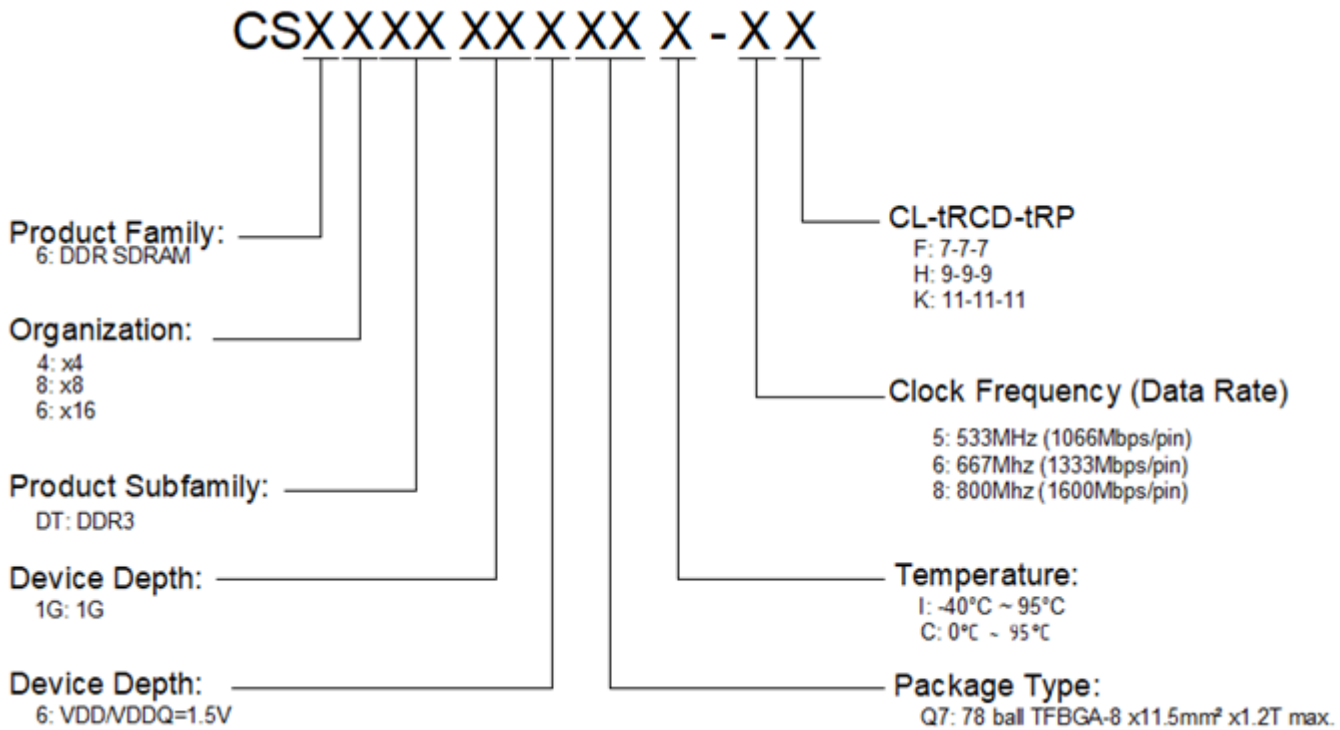 CSXXXX XXXXX X - X X
Product Family:
6: DDR SDRAM
Organization:
4: x4
8: x8
6: x16
Product Subfamily:
DT: DDR3
Device Depth:
1G: 1G
Device Depth:
6: VDD/VDDQ=1.5V
CL-tRCD-tRP
F: 7-7-7
H: 9-9-9
K: 11-11-11
Clock Frequency (Data Rate)
5: 533MHz (1066Mbps/pin)
6: 667Mhz (1333Mbps/pin)
8: 800Mhz (1600Mbps/pin)
Temperature:
I: -40°C ~ 95°C
C: 0°C ~ 95°C
Package Type:
Q7: 78 ball TFBGA-8 x11.5mm² x1.2T max.